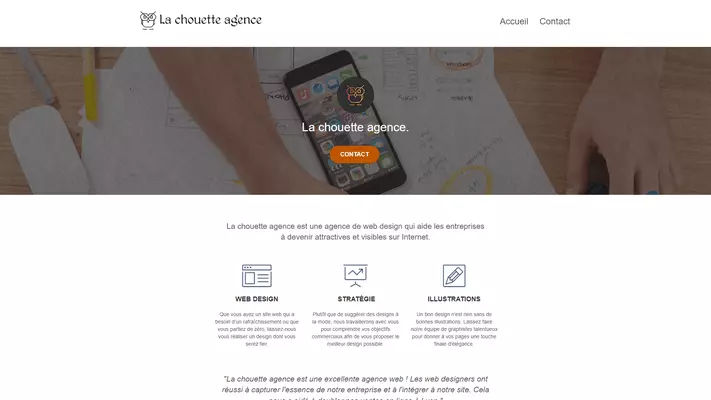 La chouette agence
Accueil
Contact
La chouette agence.
CONTACT
La chouette agence est une agence de web design qui aide les entreprises
à devenir attractives et visibles sur Internet.
WEB DESIGN
Que vous ayez un site web qui a
besoin d'un rafraîchissement ou que
vous partiez de zéro, laissez-nous
vous réaliser un design dont vous
serez fier.
STRATÉGIE
Plutôt que de suggérer des designs à
la mode, nous travaillerons avec vous
pour comprendre vos objectifs
commerciaux afin de vous proposer le
meilleur design possible.
ILLUSTRATIONS
Un bon design n'est rien sans de
bonnes illustrations. Laissez faire
notre équipe de graphistes talentueux
pour donner à vos pages une touche
finale d'élégance.
"La chouette agence est une excellente agence web ! Les web designers ont
réussi à capturer l'essence de notre entreprise et à l'intégrer à notre site. Cela